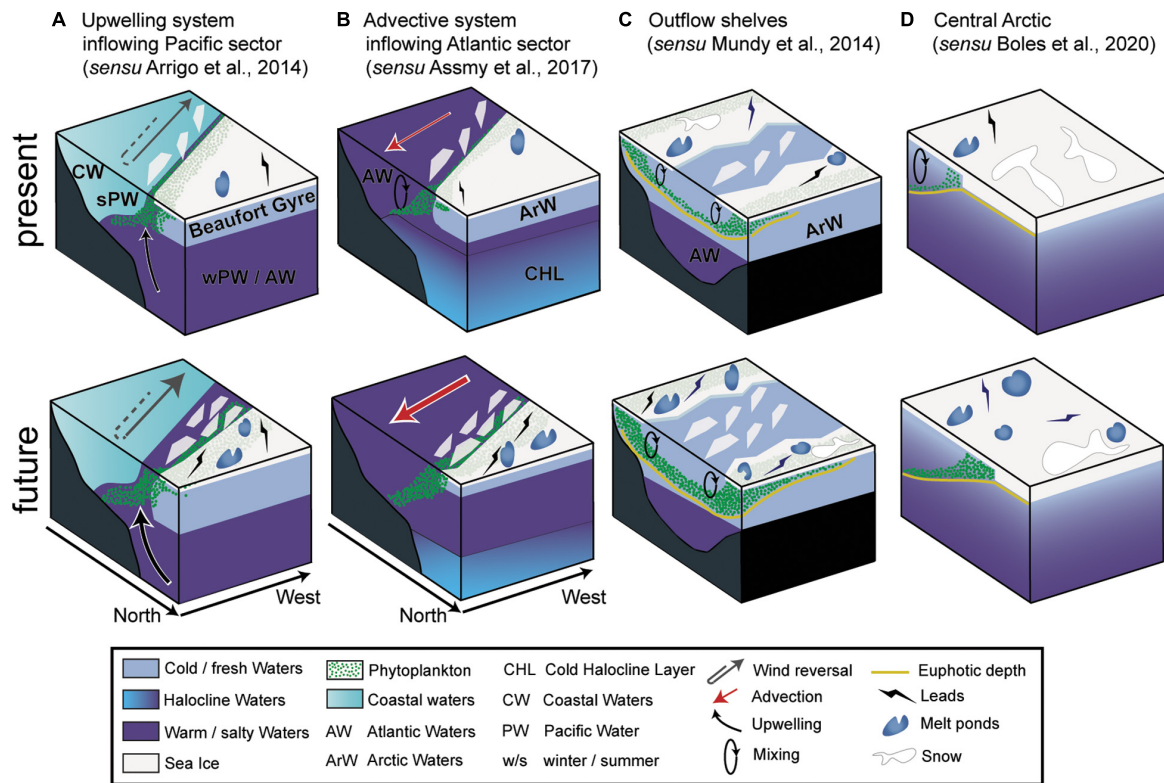 A Upwelling system
inflowing Pacific sector
(sensu Arrigo et al., 2014)
B Advective system
inflowing Atlantic sector
(sensu Assmy et al., 2017)
C Outflow shelves
(sensu Mundy et al., 2014)
D Central Arctic
(sensu Boles et al., 2020)
present
CW
sPW
Beaufort Gyre
wPW / AW
AW
ArW
CHL
AW
ArW
future
North
West
North
West
Cold / fresh Waters
Halocline Waters
Warm / salty Waters
Sea Ice
Phytoplankton
Coastal waters
AW Atlantic Waters
ArW Arctic Waters
CHL Cold Halocline Layer
CW Coastal Waters
PW Pacific Water
w/s winter / summer
Wind reversal
Advection
Upwelling
Mixing
Euphotic depth
Leads
Melt ponds
Snow